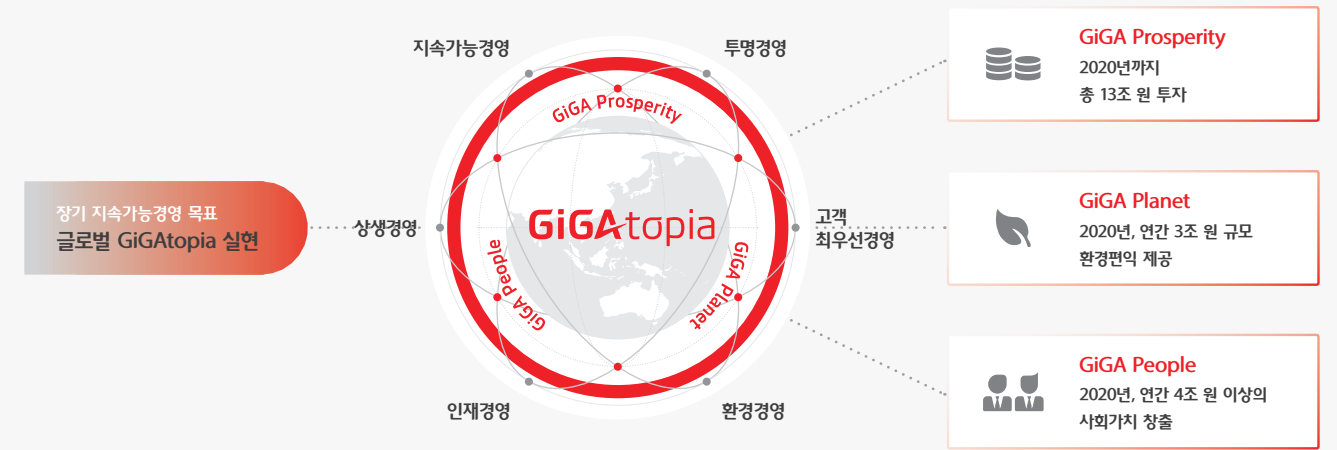 장기 지속가능경영 목표
글로벌 GiGAtopia 실현
지속가능경영
투명경영
상생경영
고객
최우선경영
인재경영
환경경영
GiGA Prosperity
GiGAtopia
GiGA People
GiGA Planet
GiGA Prosperity
2020년까지
총 13조 원 투자
GiGA Planet
2020년, 연간 3조 원 규모
환경편익 제공
GiGA People
2020년, 연간 4조 원 이상의
사회가치 창출